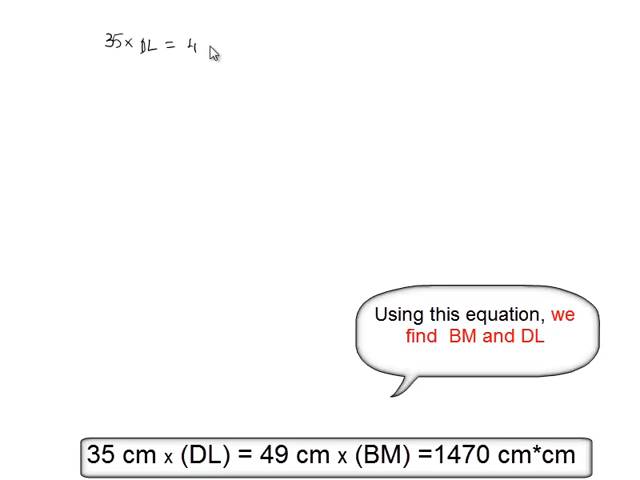 35 × DL = 4
Using this equation, we
find BM and DL
35 cm x (DL) = 49 cm x (BM) =1470 cm*cm